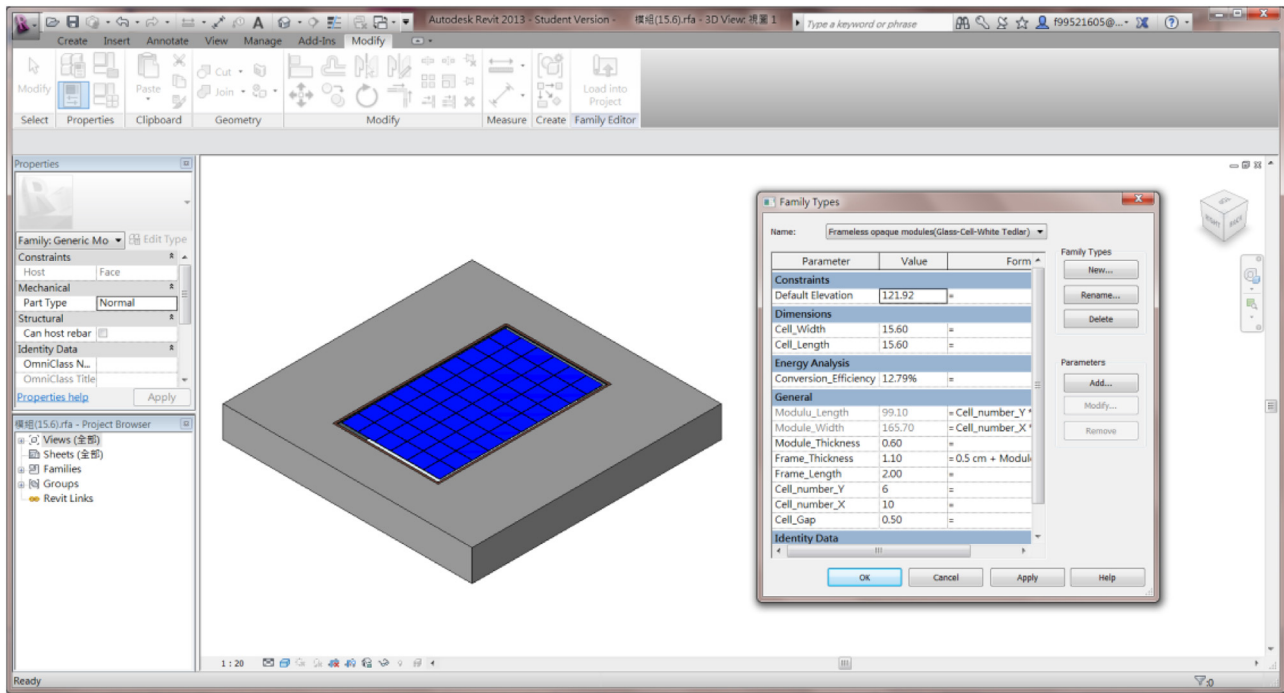 Autodesk Revit 2013 - Student Version - 模組(15.6).rfa - 3D View: 視圖 1
Type a keyword or phrase
f99521605@...
Create Insert Annotate View Manage Add-Ins Modify
Modify
Paste
Cut
Join
Load into
Project
Select Properties Clipboard Geometry Modify Measure Create Family Editor
Properties
Family: Generic Mo
Edit Type
Constraints
Host Face
Mechanical
Part Type Normal
Structural
Can host rebar
Identity Data
OmniClass N...
OmniClass Title
Properties help
Apply
模組(15.6).rfa - Project Browser
Views (全部)
Sheets (全部)
Families
Groups
Revit Links
RIGHT
BACK
Family Types
Name: Frameless opaque modules(Glass-Cell-White Tedlar)
Parameter Value Form
Constraints
Default Elevation 121.92 =
Dimensions
Cell_Width 15.60 =
Cell_Length 15.60 =
Energy Analysis
Conversion_Efficiency 12.79% =
General
Modulu_Length 99.10 = Cell_number_Y *
Module_Width 165.70 = Cell_number_X *
Module_Thickness 0.60 =
Frame_Thickness 1.10 = 0.5 cm + Modul
Frame_Length 2.00 =
Cell_number_Y 6 =
Cell_number_X 10 =
Cell_Gap 0.50 =
Identity Data
Family Types
New...
Rename...
Delete
Parameters
Add...
Modify...
Remove
OK Cancel Apply Help
1 : 20
Ready
:0